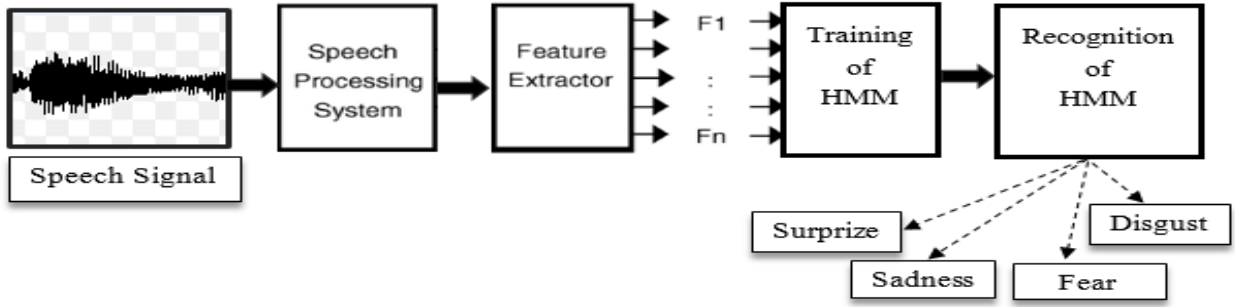 Speech Signal
Speech
Processing
System
Feature
Extractor
F1
:
:
Fn
Training
of
HMM
Recognition
of
HMM
Surprize
Sadness
Fear
Disgust